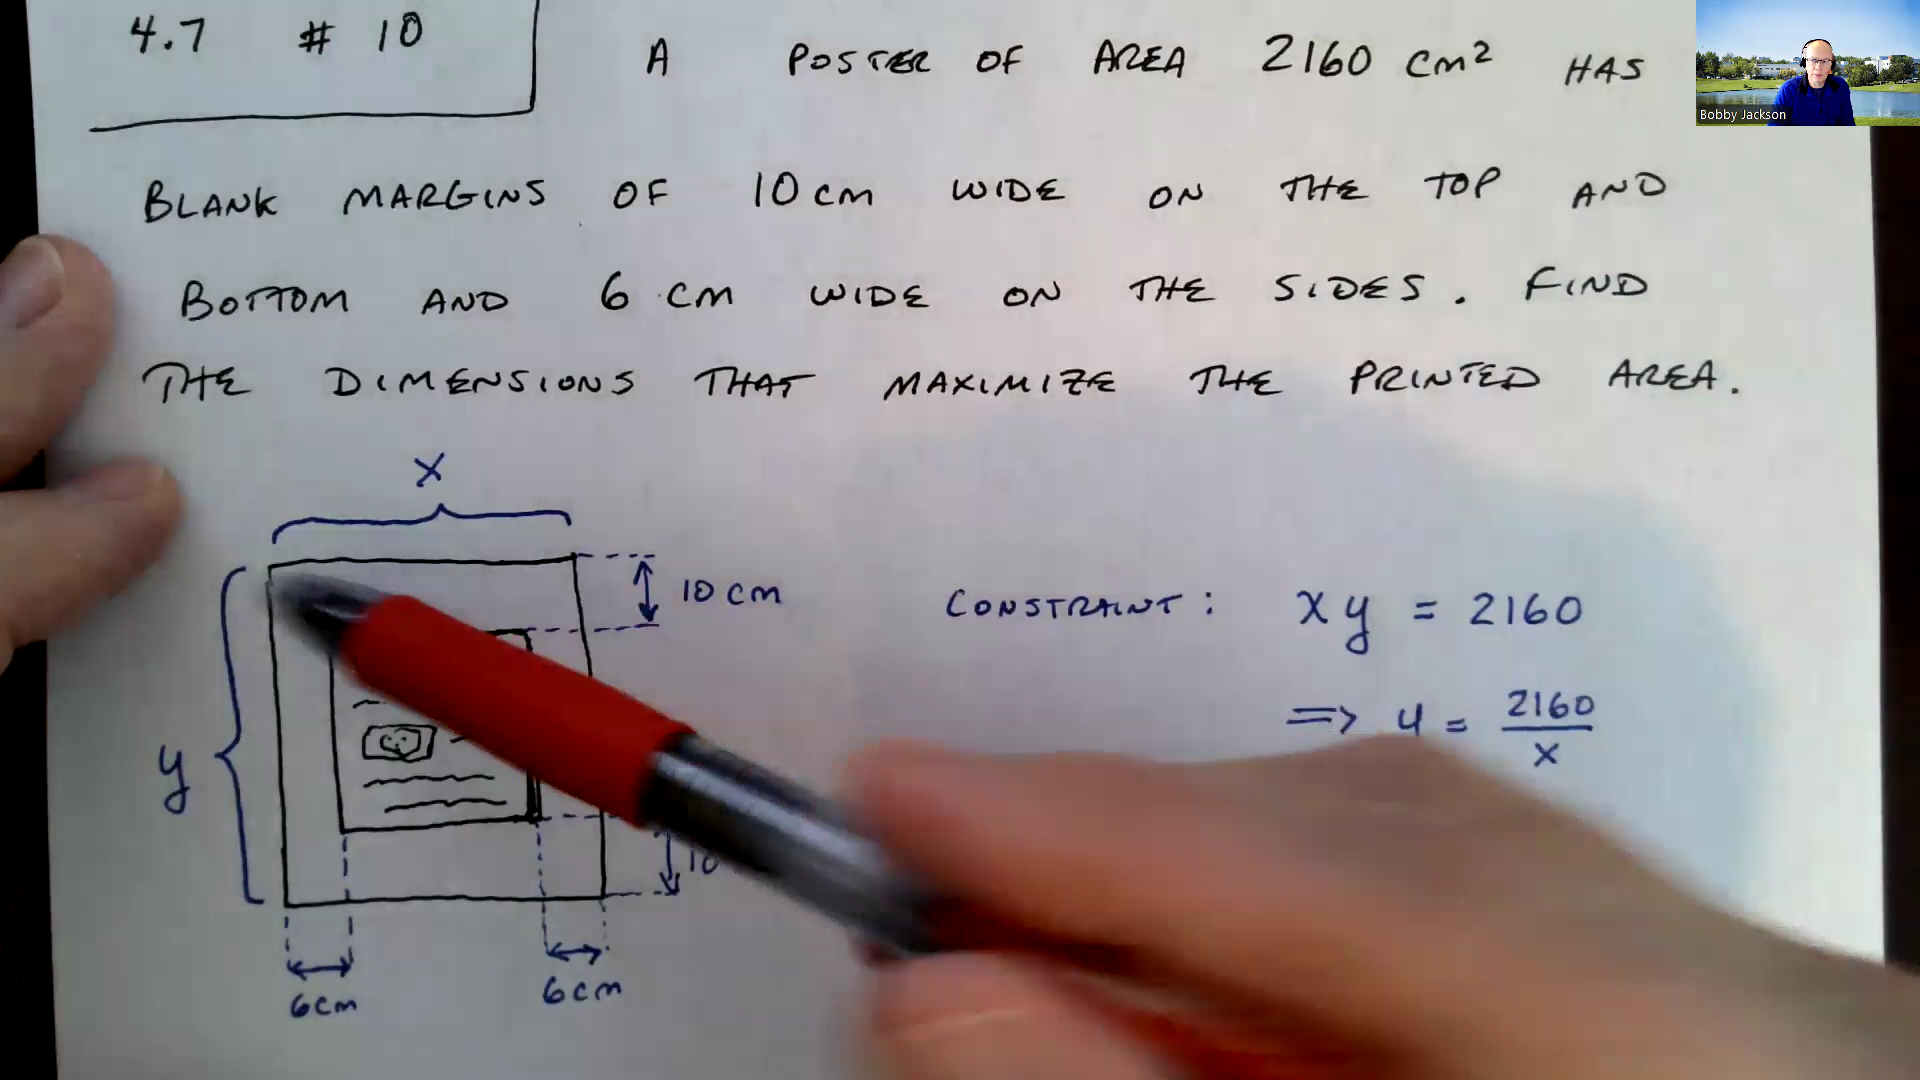 4.7 # 10
A POSTER OF AREA 2160 cm² HAS
Bobby Jackson
BLANK MARGINS OF 10 cm WIDE ON THE TOP AND
BOTTOM AND 6 CM WIDE ON THE SIDES. FIND
THE DIMENSIONS THAT MAXIMIZE THE PRINTED AREA.
X
10 cm
CONSTRAINT: xy = 2160
⇒ y = 2160/x
y
10
6cm
6cm